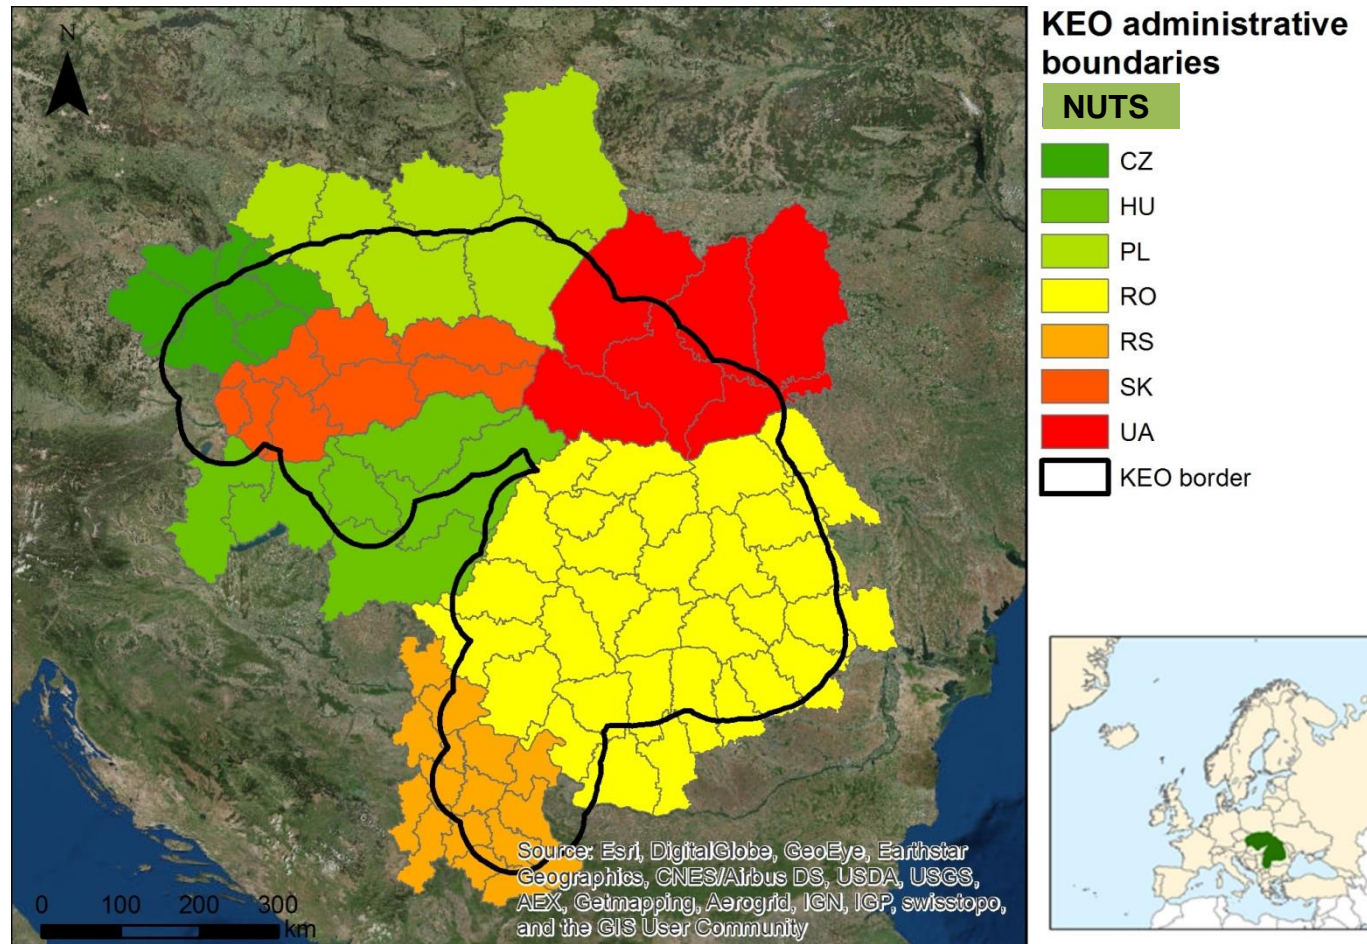 N
KEO administrative
boundaries
NUTS
CZ
HU
PL
RO
RS
SK
UA
KEO border
Source: Esri, DigitalGlobe, GeoEye, Earthstar
Geographics, CNES/Airbus DS, USDA, USGS,
AEX, Getmapping, Aerogrid, IGN, IGP, swisstopo,
and the GIS User Community
0 100 200 300
km